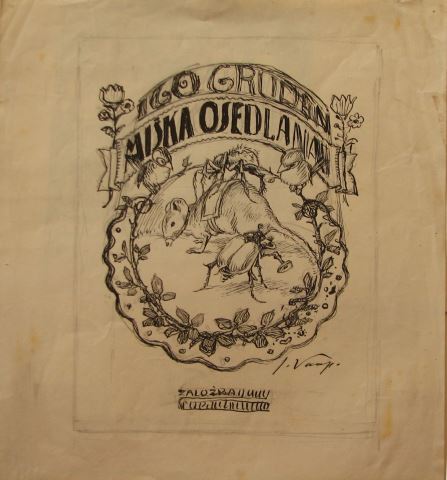 IGO GRUDEN
MIŠKA OSEDLANA
J. Vavp.
ZALOŽBA